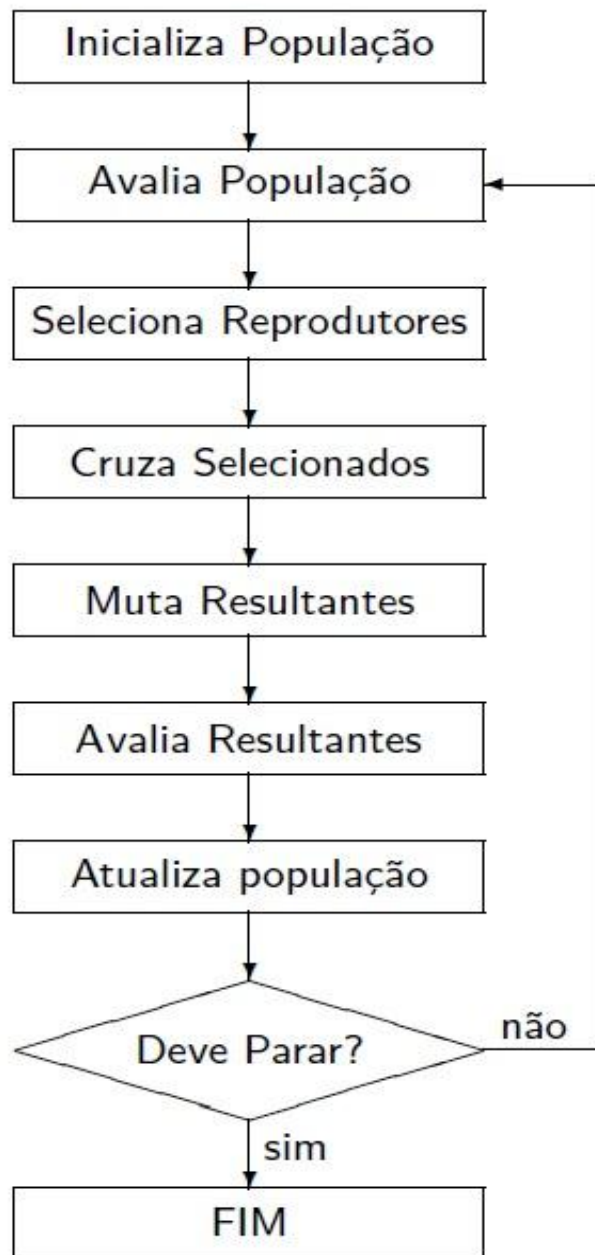 Inicializa População
Avalia População
Seleciona Reprodutores
Cruza Selecionados
Muta Resultantes
Avalia Resultantes
Atualiza população
Deve Parar?
não
sim
FIM